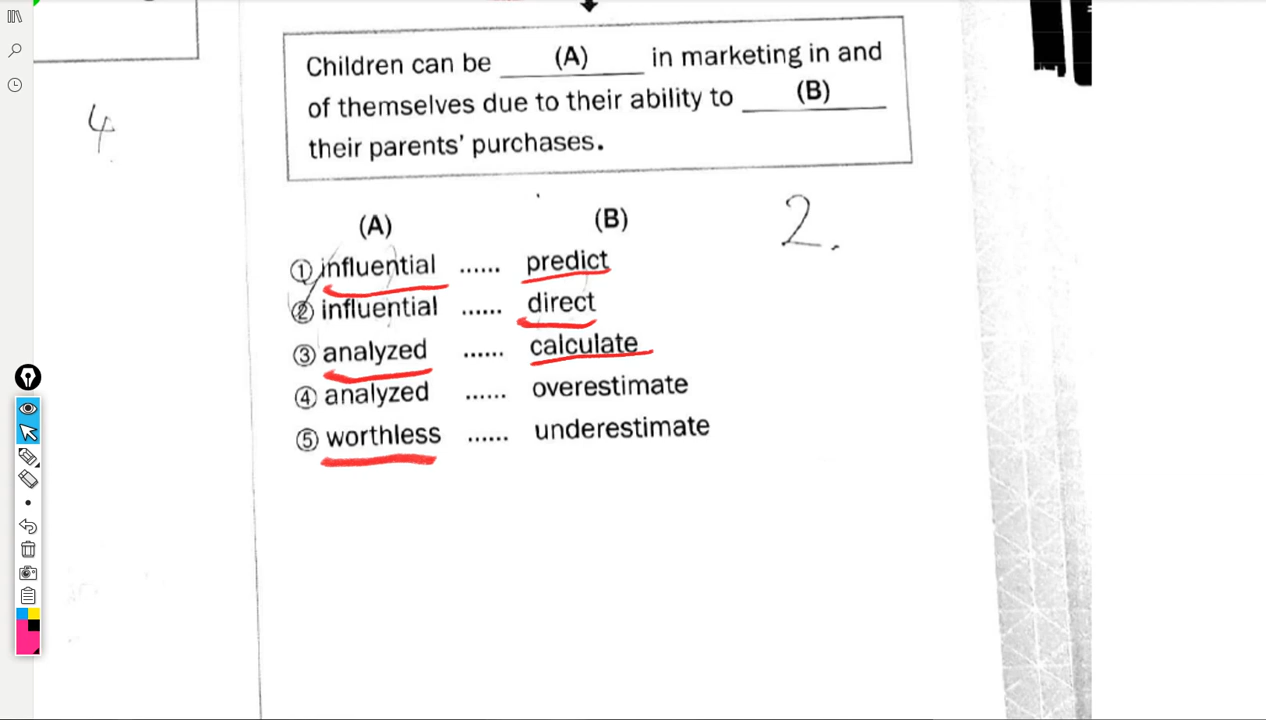 Children can be (A) in marketing in and
of themselves due to their ability to (B)
their parents' purchases.
4
2.
(A) (B)
① influential ...... predict
② influential ...... direct
③ analyzed ...... calculate
④ analyzed ...... overestimate
⑤ worthless ...... underestimate